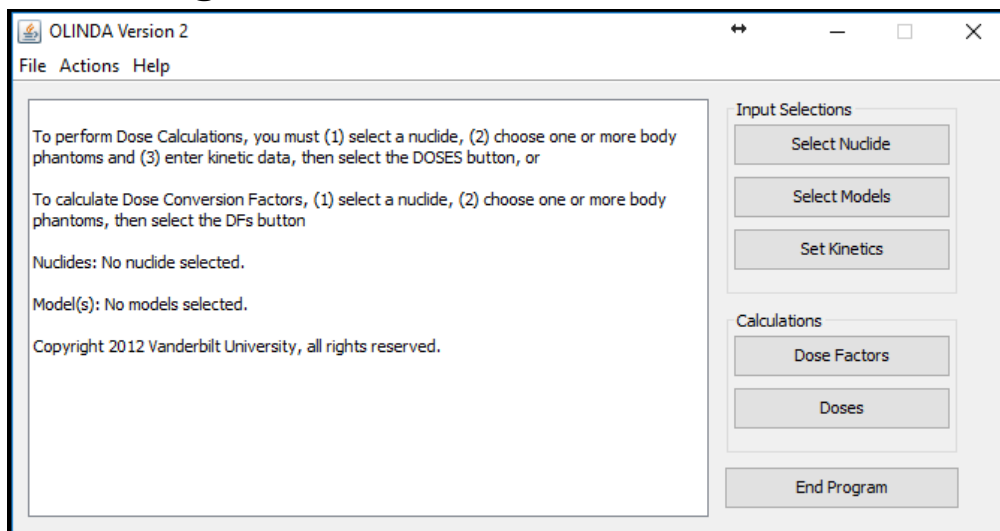 OLINDA Version 2
File Actions Help
To perform Dose Calculations, you must (1) select a nuclide, (2) choose one or more body
phantoms and (3) enter kinetic data, then select the DOSES button, or
To calculate Dose Conversion Factors, (1) select a nuclide, (2) choose one or more body
phantoms, then select the DFs button
Nuclides: No nuclide selected.
Model(s): No models selected.
Copyright 2012 Vanderbilt University, all rights reserved.
Input Selections
Select Nuclide
Select Models
Set Kinetics
Calculations
Dose Factors
Doses
End Program